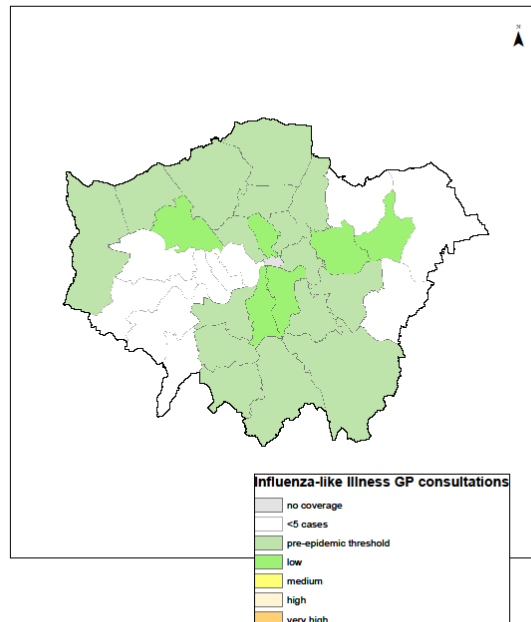 N
Influenza-like Illness GP consultations
no coverage
<5 cases
pre-epidemic threshold
low
medium
high
very high